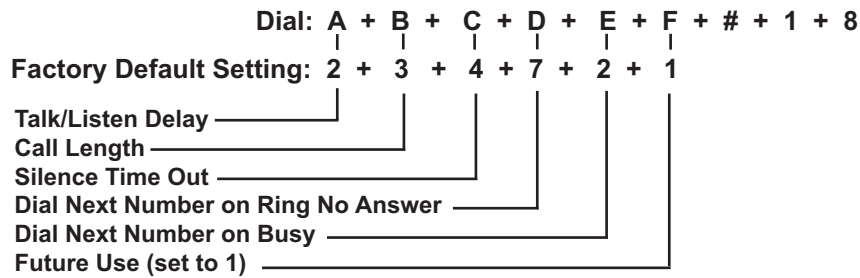 Dial: A + B + C + D + E + F + # + 1 + 8
Factory Default Setting: 2 + 3 + 4 + 7 + 2 + 1
Talk/Listen Delay
Call Length
Silence Time Out
Dial Next Number on Ring No Answer
Dial Next Number on Busy
Future Use (set to 1)